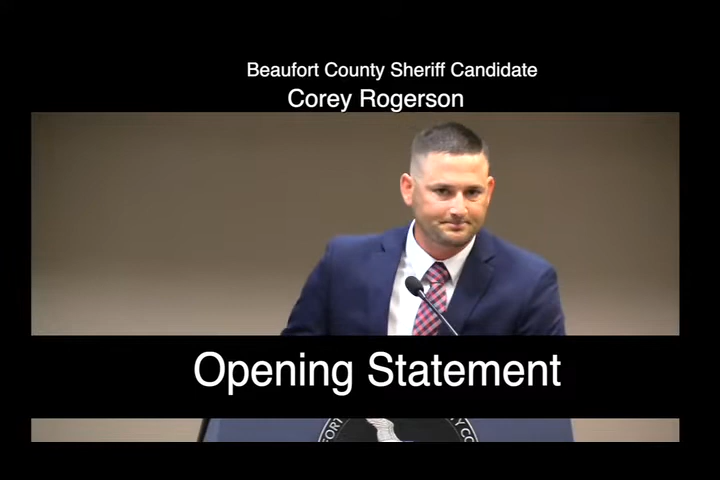 Beaufort County Sheriff Candidate
Corey Rogerson
Opening Statement